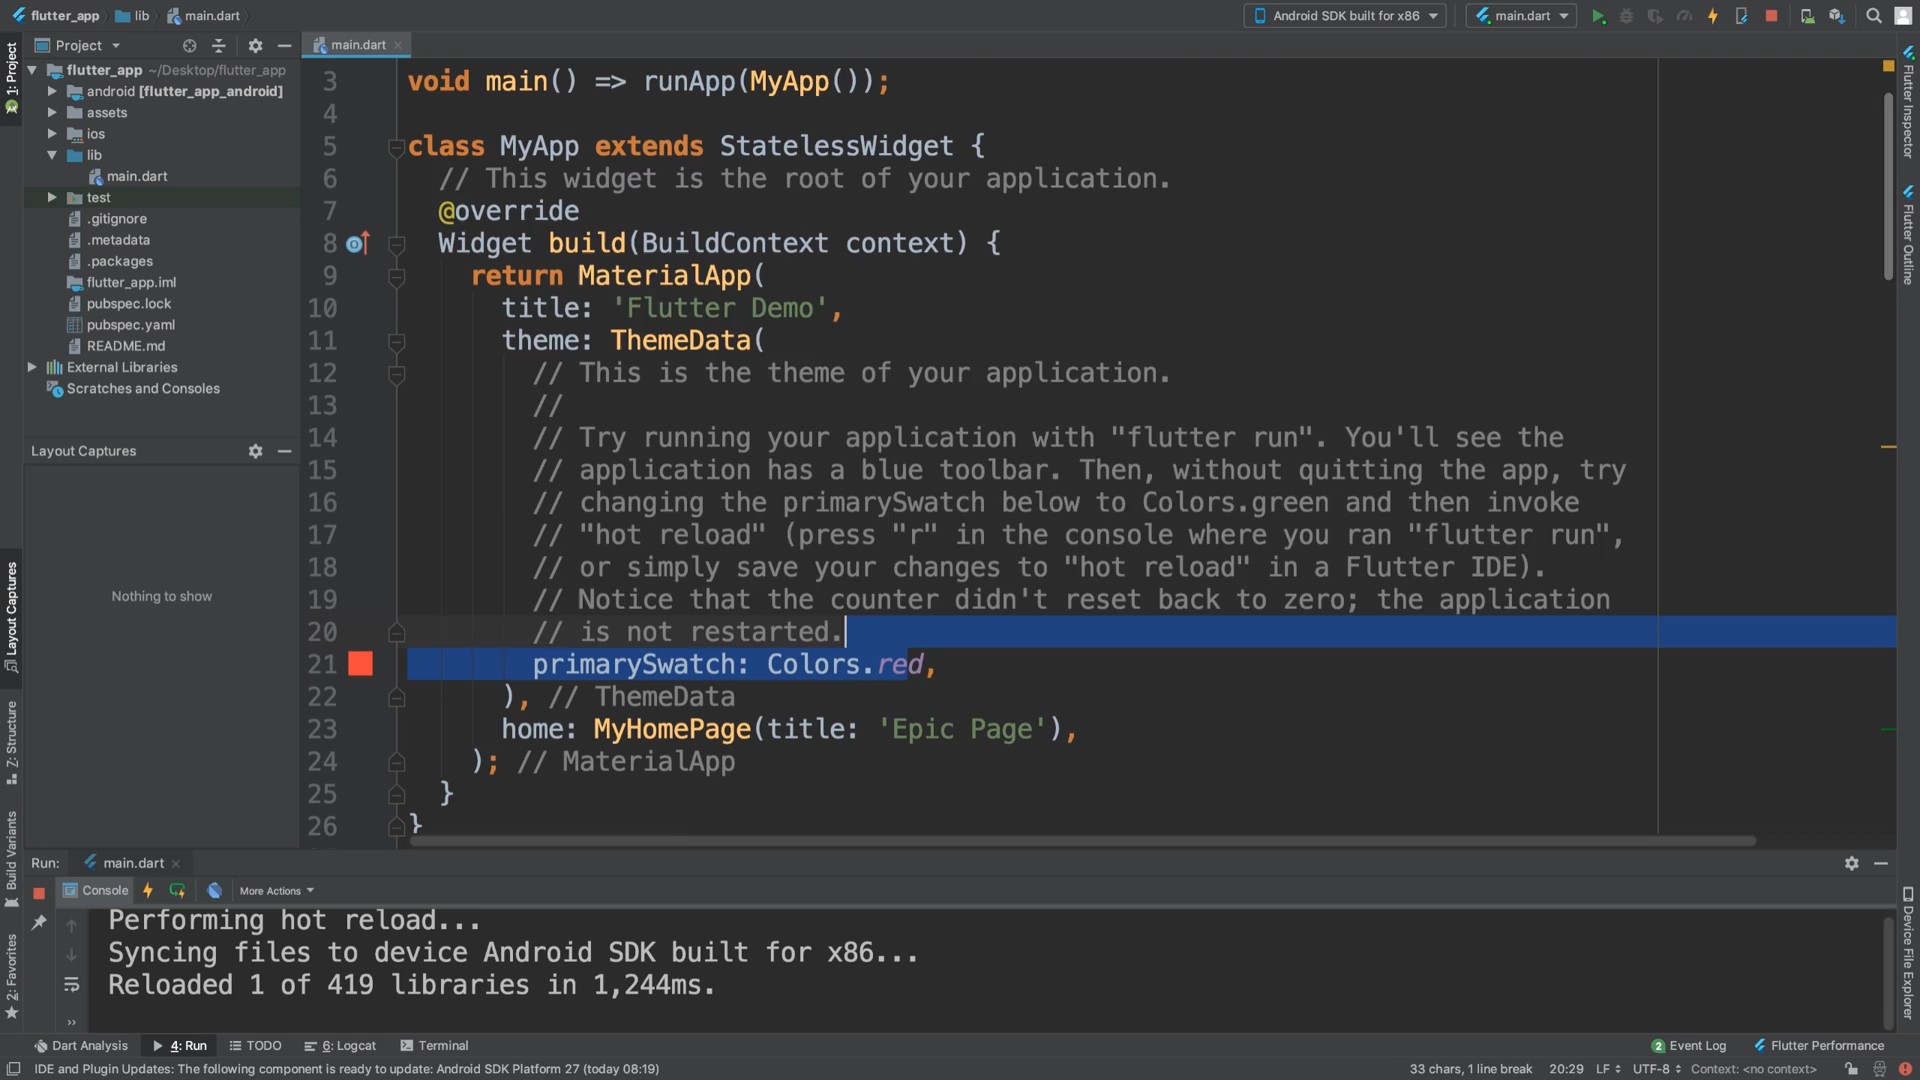 flutter_app
lib
main.dart
Android SDK built for x86
main.dart
Project
main.dart
1: Project
flutter_app ~/Desktop/flutter_app
android [flutter_app_android]
assets
ios
lib
main.dart
test
.gitignore
.metadata
.packages
flutter_app.iml
pubspec.lock
pubspec.yaml
README.md
External Libraries
Scratches and Consoles
Layout Captures
Nothing to show
Layout Captures
Z: Structure
Build Variants
2: Favorites
3 void main() => runApp(MyApp());
4
5 class MyApp extends StatelessWidget {
6 // This widget is the root of your application.
7 @override
8 Widget build(BuildContext context) {
9 return MaterialApp(
10 title: 'Flutter Demo',
11 theme: ThemeData(
12 // This is the theme of your application.
13 //
14 // Try running your application with "flutter run". You'll see the
15 // application has a blue toolbar. Then, without quitting the app, try
16 // changing the primarySwatch below to Colors.green and then invoke
17 // "hot reload" (press "r" in the console where you ran "flutter run",
18 // or simply save your changes to "hot reload" in a Flutter IDE).
19 // Notice that the counter didn't reset back to zero; the application
20 // is not restarted.
21 primarySwatch: Colors.red,
22 ), // ThemeData
23 home: MyHomePage(title: 'Epic Page'),
24 ); // MaterialApp
25 }
26 }
Flutter Inspector
Flutter Outline
Device File Explorer
Run: main.dart
Console
More Actions
Performing hot reload...
Syncing files to device Android SDK built for x86...
Reloaded 1 of 419 libraries in 1,244ms.
Dart Analysis
4: Run
TODO
6: Logcat
Terminal
2 Event Log
Flutter Performance
IDE and Plugin Updates: The following component is ready to update: Android SDK Platform 27 (today 08:19)
33 chars, 1 line break
20:29
LF
UTF-8
Context: <no context>